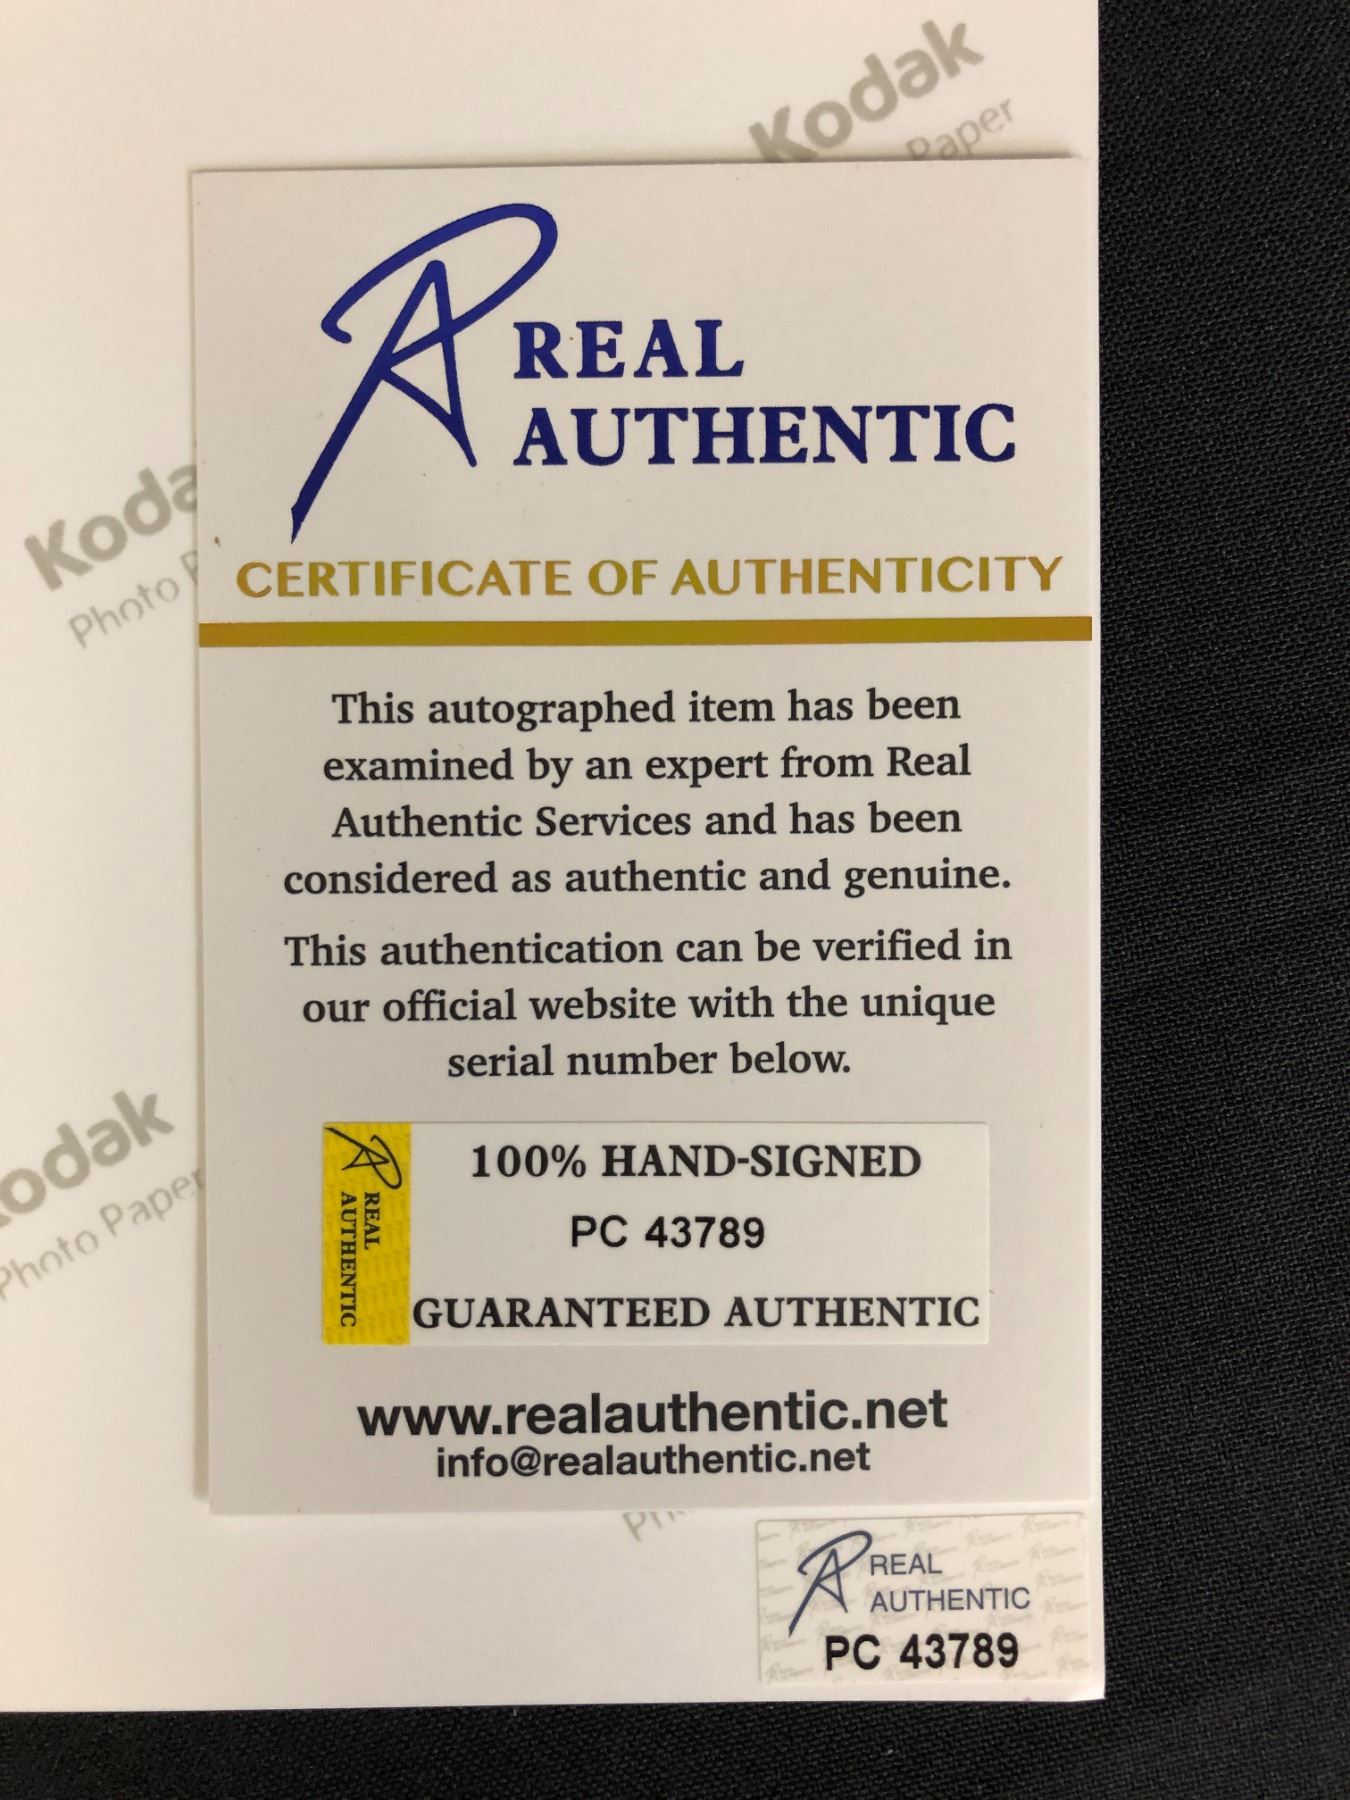 Kodak
Paper
REAL
AUTHENTIC
CERTIFICATE OF AUTHENTICITY
This autographed item has been
examined by an expert from Real
Authentic Services and has been
considered as authentic and genuine.
This authentication can be verified in
our official website with the unique
serial number below.
REAL
AUTHENTIC
100% HAND-SIGNED
PC 43789
GUARANTEED AUTHENTIC
www.realauthentic.net
info@realauthentic.net
Koda
Photo P
odak
Photo Paper
REAL
AUTHENTIC
PC 43789